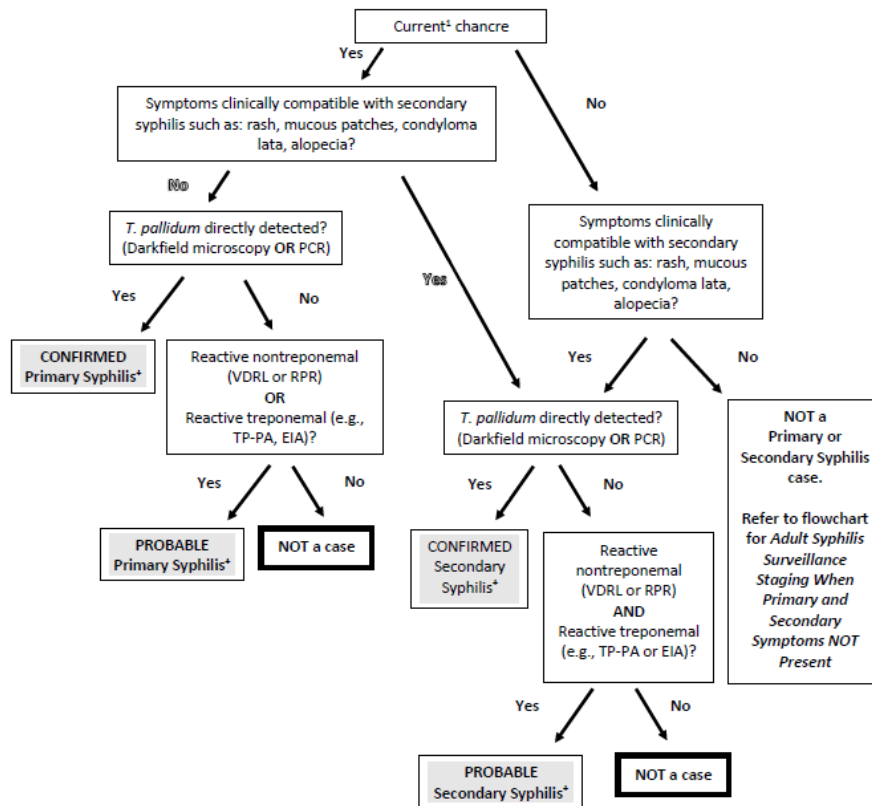 Current¹ chancre
Yes
No
Symptoms clinically compatible with secondary
syphilis such as: rash, mucous patches, condyloma
lata, alopecia?
No
Yes
T. pallidum directly detected?
(Darkfield microscopy OR PCR)
Symptoms clinically
compatible with secondary
syphilis such as: rash, mucous
patches, condyloma lata,
alopecia?
Yes
No
Yes
No
CONFIRMED
Primary Syphilis⁺
Reactive nontreponemal
(VDRL or RPR)
OR
Reactive treponemal (e.g.,
TP-PA, EIA)?
T. pallidum directly detected?
(Darkfield microscopy OR PCR)
NOT a
Primary or
Secondary Syphilis
case.
Refer to flowchart
for Adult Syphilis
Surveillance
Staging When
Primary and
Secondary
Symptoms NOT
Present
Yes
No
Yes
No
PROBABLE
Primary Syphilis⁺
NOT a case
CONFIRMED
Secondary
Syphilis⁺
Reactive
nontreponemal
(VDRL or RPR)
AND
Reactive treponemal
(e.g., TP-PA or EIA)?
Yes
No
PROBABLE
Secondary Syphilis⁺
NOT a case